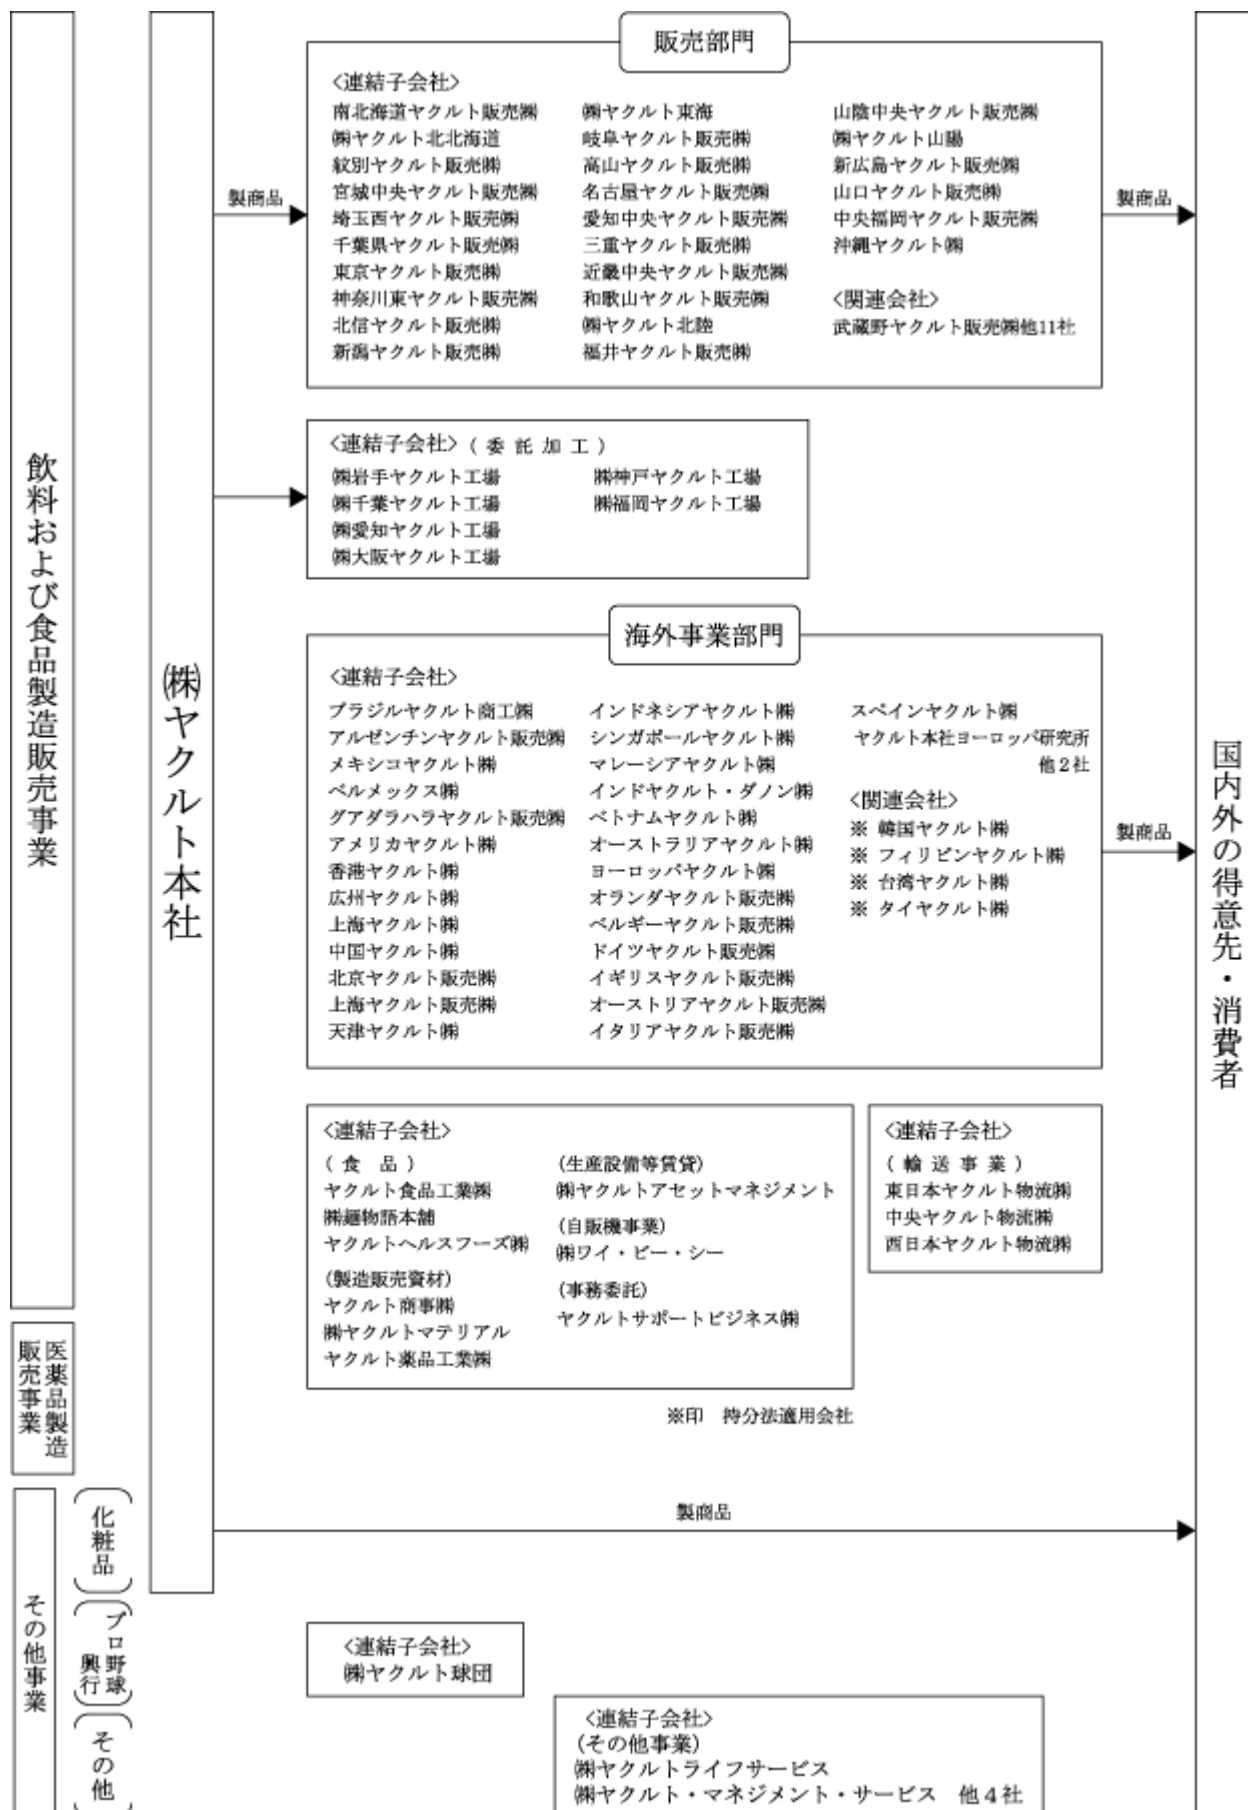 飲料および食品製造販売事業
医薬品製造
販売事業
その他事業
化粧品
プロ野球
興行
その他
㈱ヤクルト本社
製商品
販売部門
〈連結子会社〉
南北海道ヤクルト販売㈱
㈱ヤクルト北北海道
紋別ヤクルト販売㈱
宮城中央ヤクルト販売㈱
埼玉西ヤクルト販売㈱
千葉県ヤクルト販売㈱
東京ヤクルト販売㈱
神奈川東ヤクルト販売㈱
北信ヤクルト販売㈱
新潟ヤクルト販売㈱
㈱ヤクルト東海
岐阜ヤクルト販売㈱
高山ヤクルト販売㈱
名古屋ヤクルト販売㈱
愛知中央ヤクルト販売㈱
三重ヤクルト販売㈱
近畿中央ヤクルト販売㈱
和歌山ヤクルト販売㈱
㈱ヤクルト北陸
福井ヤクルト販売㈱
山陰中央ヤクルト販売㈱
㈱ヤクルト山陽
新広島ヤクルト販売㈱
山口ヤクルト販売㈱
中央福岡ヤクルト販売㈱
沖縄ヤクルト㈱
〈関連会社〉
武蔵野ヤクルト販売㈱他11社
製商品
〈連結子会社〉(委託加工)
㈱岩手ヤクルト工場
㈱千葉ヤクルト工場
㈱愛知ヤクルト工場
㈱大阪ヤクルト工場
㈱神戸ヤクルト工場
㈱福岡ヤクルト工場
海外事業部門
〈連結子会社〉
ブラジルヤクルト商工㈱
アルゼンチンヤクルト販売㈱
メキシコヤクルト㈱
ベルメックス㈱
グアダラハラヤクルト販売㈱
アメリカヤクルト㈱
香港ヤクルト㈱
広州ヤクルト㈱
上海ヤクルト㈱
中国ヤクルト㈱
北京ヤクルト販売㈱
上海ヤクルト販売㈱
天津ヤクルト㈱
インドネシアヤクルト㈱
シンガポールヤクルト㈱
マレーシアヤクルト㈱
インドヤクルト・ダノン㈱
ベトナムヤクルト㈱
オーストラリアヤクルト㈱
ヨーロッパヤクルト㈱
オランダヤクルト販売㈱
ベルギーヤクルト販売㈱
ドイツヤクルト販売㈱
イギリスヤクルト販売㈱
オーストリアヤクルト販売㈱
イタリアヤクルト販売㈱
スペインヤクルト㈱
ヤクルト本社ヨーロッパ研究所
他2社
〈関連会社〉
※ 韓国ヤクルト㈱
※ フィリピンヤクルト㈱
※ 台湾ヤクルト㈱
※ タイヤクルト㈱
製商品
〈連結子会社〉
(食 品)
ヤクルト食品工業㈱
㈱麺物語本舗
ヤクルトヘルスフーズ㈱
(製造販売資材)
ヤクルト商事㈱
㈱ヤクルトマテリアル
ヤクルト薬品工業㈱
(生産設備等賃貸)
㈱ヤクルトアセットマネジメント
(自販機事業)
㈱ワイ・ビー・シー
(事務委託)
ヤクルトサポートビジネス㈱
〈連結子会社〉
(輸送事業)
東日本ヤクルト物流㈱
中央ヤクルト物流㈱
西日本ヤクルト物流㈱
※印 持分法適用会社
製商品
〈連結子会社〉
㈱ヤクルト球団
〈連結子会社〉
(その他事業)
㈱ヤクルトライフサービス
㈱ヤクルト・マネジメント・サービス 他4社
国内外の得意先・消費者